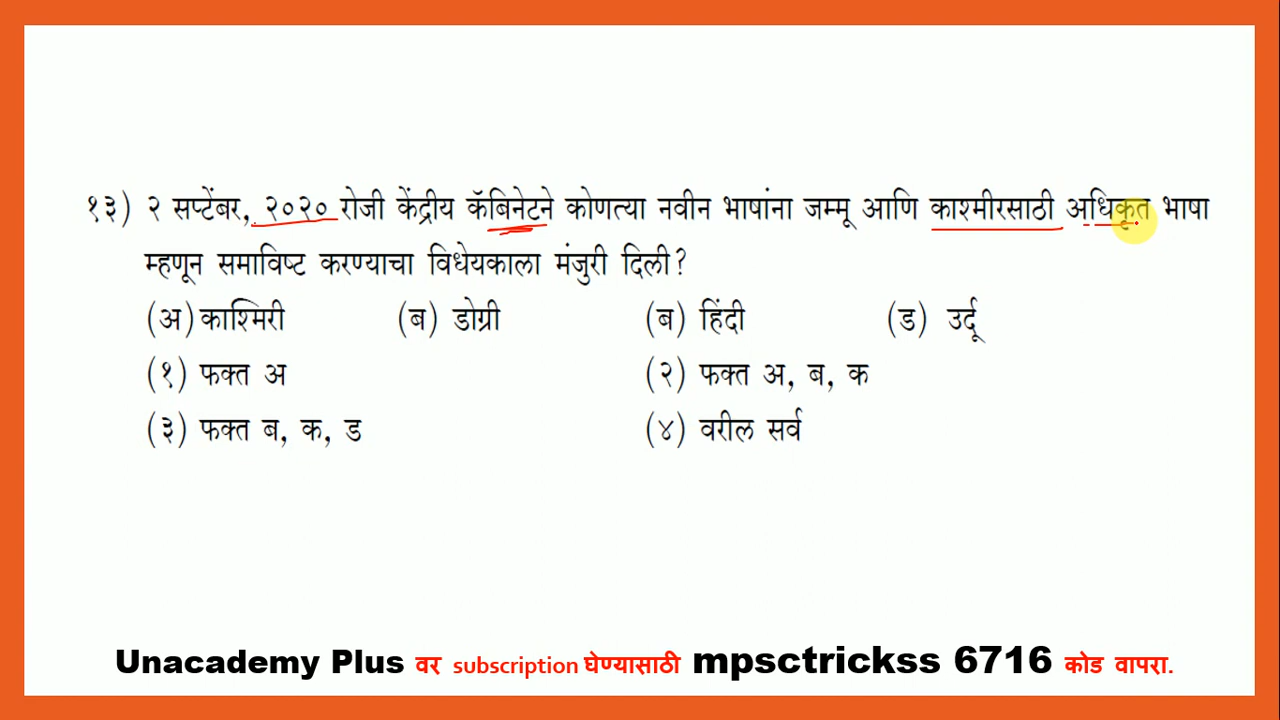 १३) २ सप्टेंबर, २०२० रोजी केंद्रीय कॅबिनेटने कोणत्या नवीन भाषांना जम्मू आणि काश्मीरसाठी अधिकृत भाषा
म्हणून समाविष्ट करण्याचा विधेयकाला मंजुरी दिली?
(अ) काश्मिरी (ब) डोग्री (ब) हिंदी (ड) उर्दू
(१) फक्त अ (२) फक्त अ, ब, क
(३) फक्त ब, क, ड (४) वरील सर्व
Unacademy Plus वर subscription घेण्यासाठी mpsctrickss 6716 कोड वापरा.